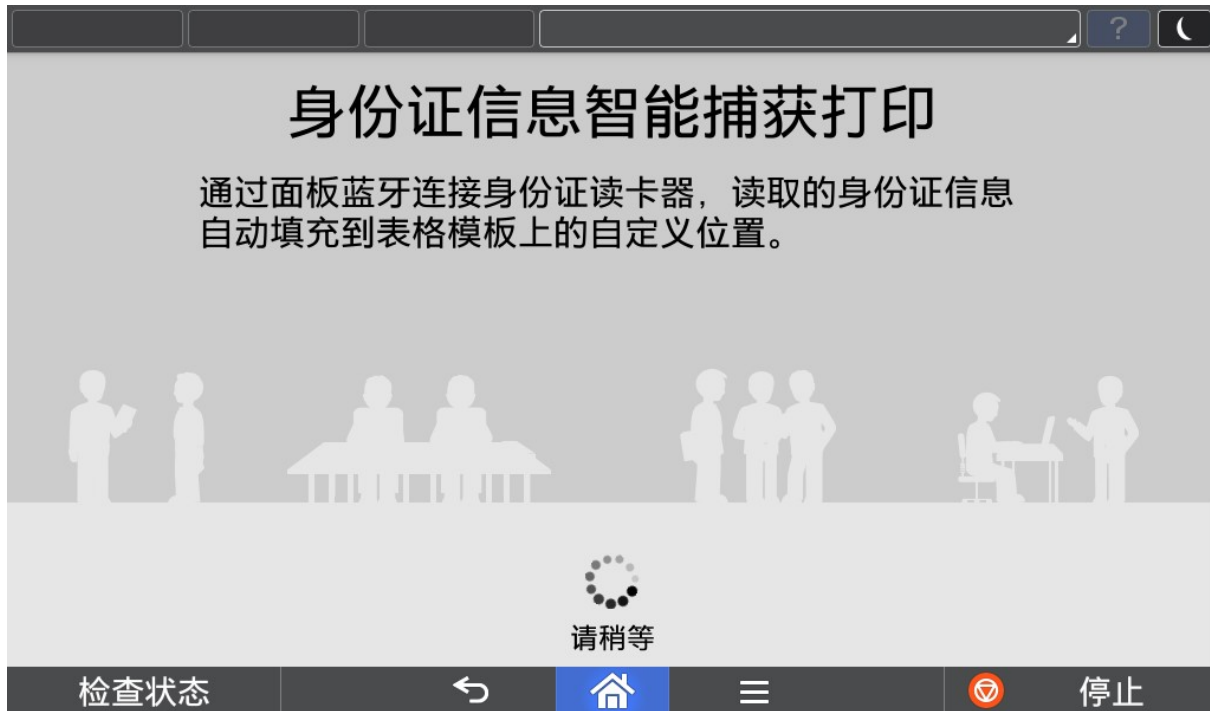 ?
身份证信息智能捕获打印
通过面板蓝牙连接身份证读卡器，读取的身份证信息
自动填充到表格模板上的自定义位置。
请稍等
检查状态
停止